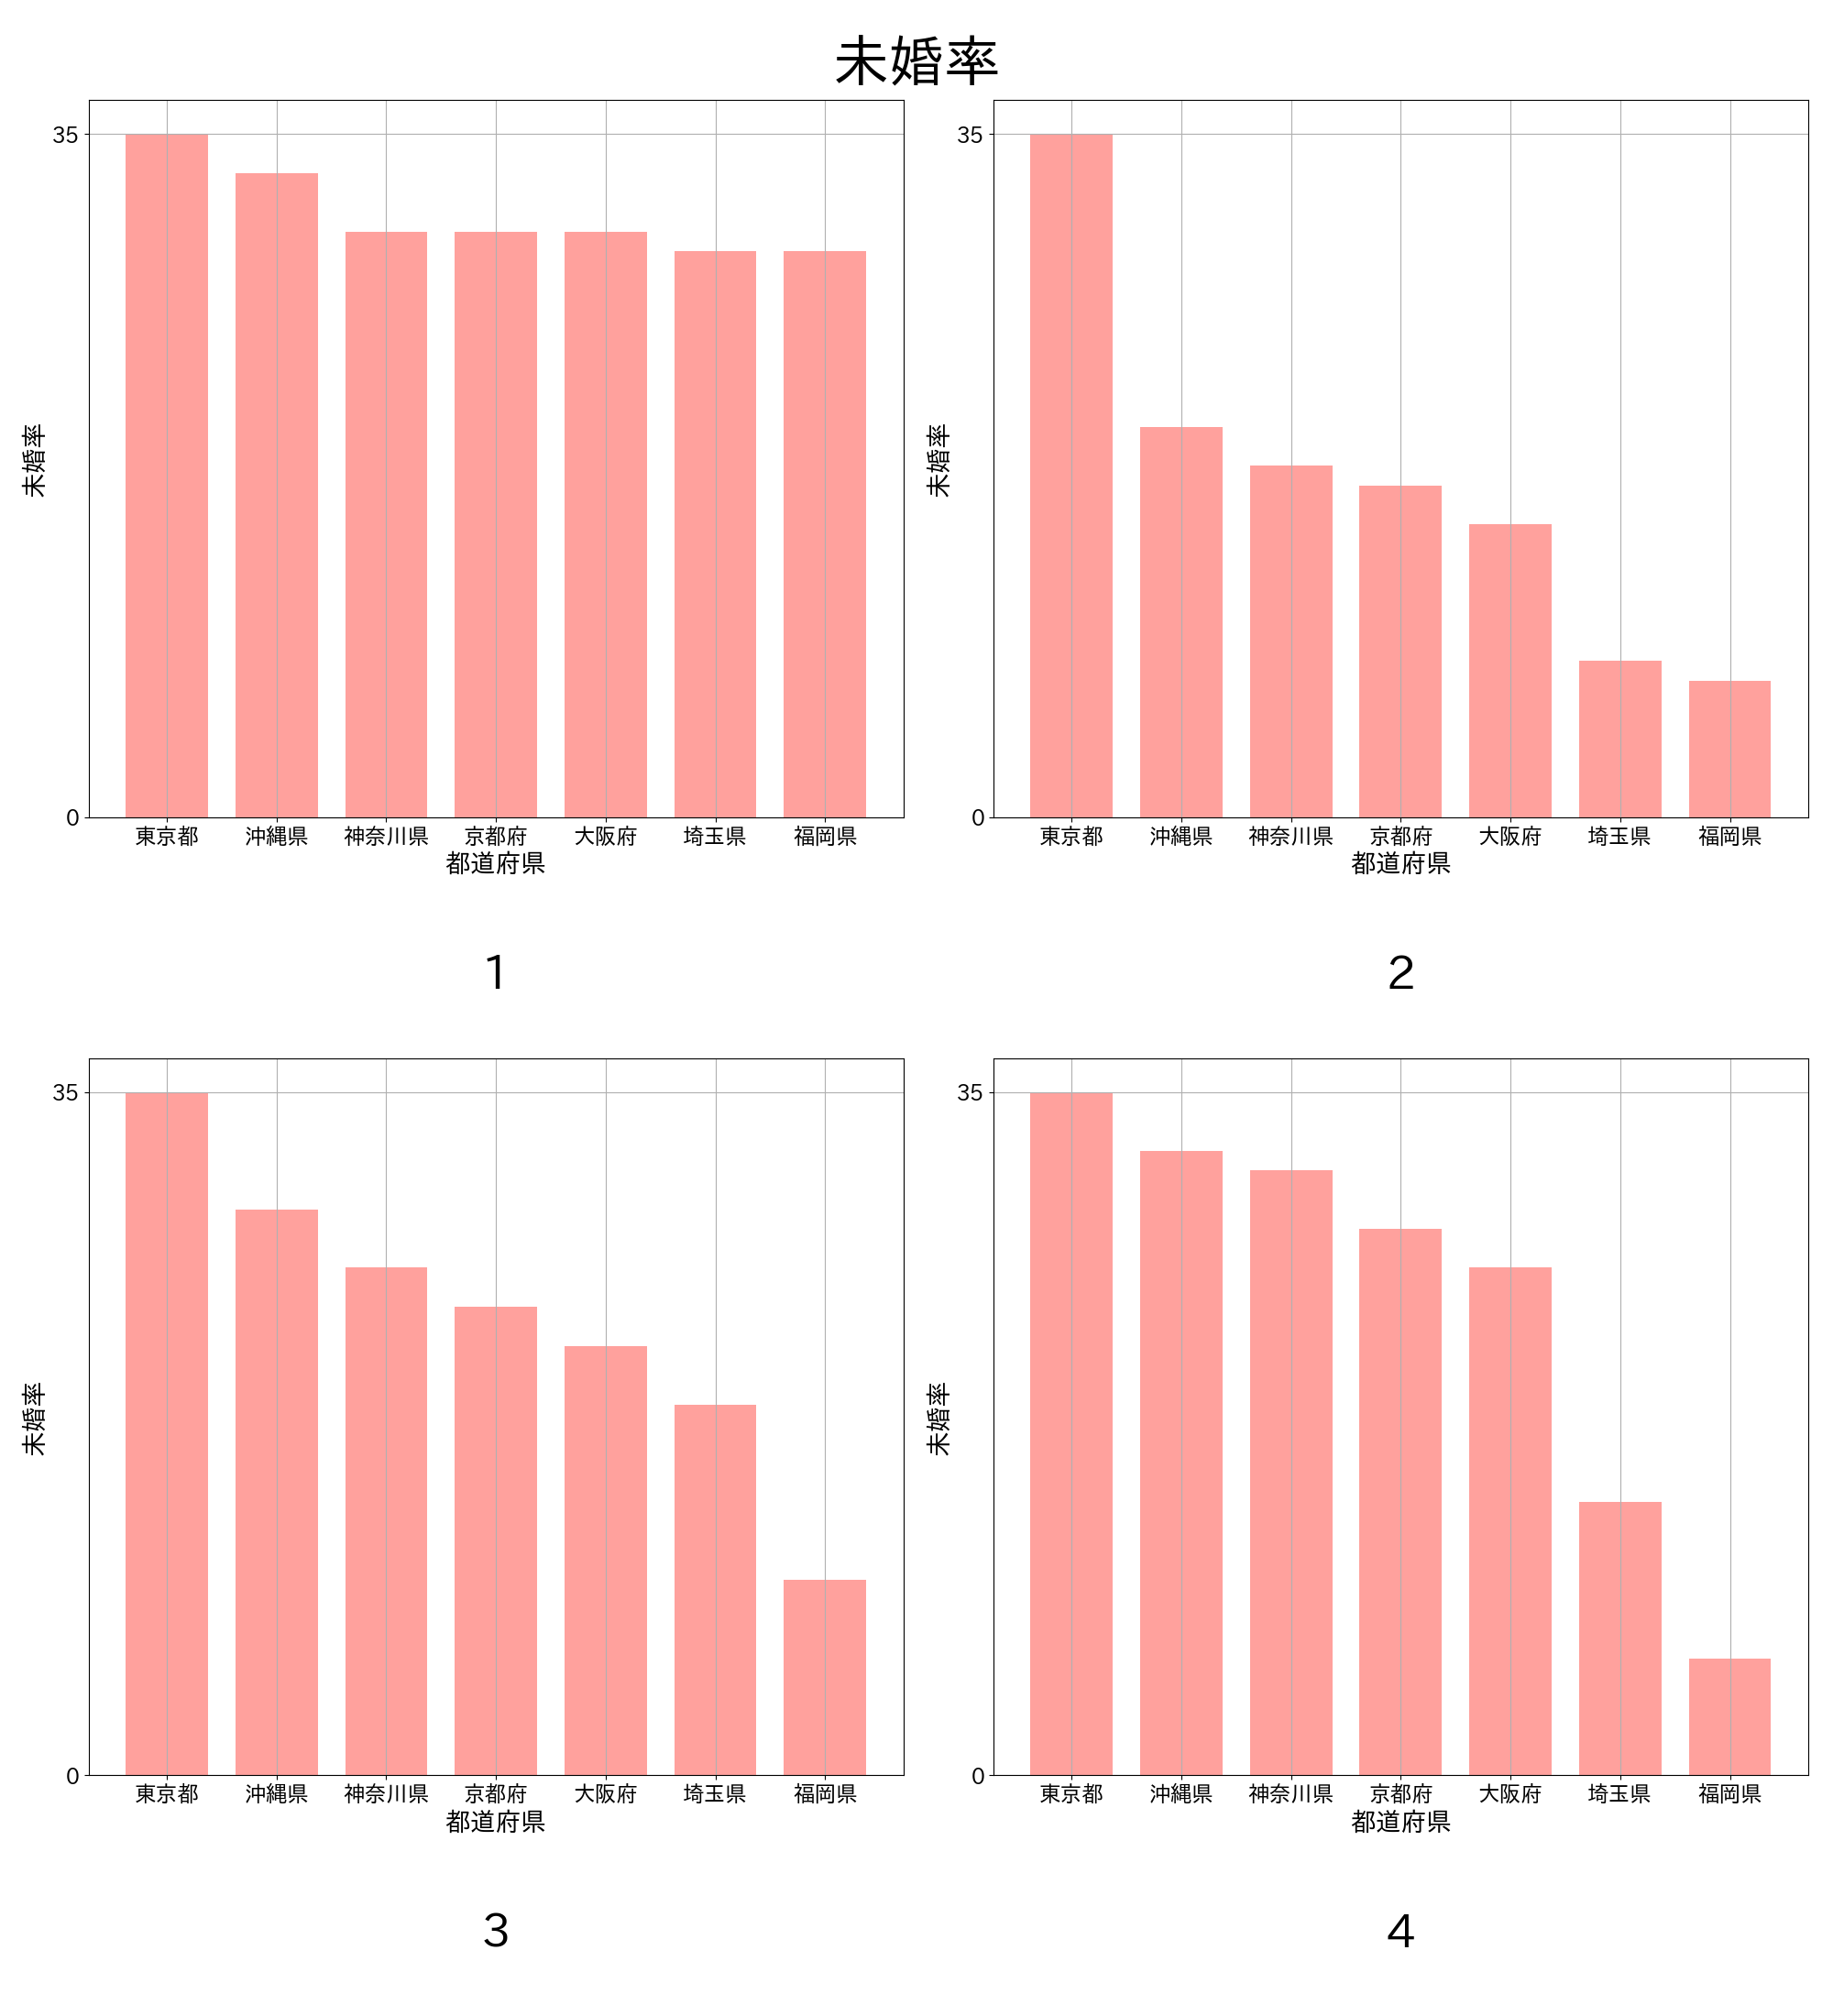 未婚率
35
0
未婚率
東京都 沖縄県 神奈川県 京都府 大阪府 埼玉県 福岡県
都道府県
1
35
0
未婚率
東京都 沖縄県 神奈川県 京都府 大阪府 埼玉県 福岡県
都道府県
2
35
0
未婚率
東京都 沖縄県 神奈川県 京都府 大阪府 埼玉県 福岡県
都道府県
3
35
0
未婚率
東京都 沖縄県 神奈川県 京都府 大阪府 埼玉県 福岡県
都道府県
4